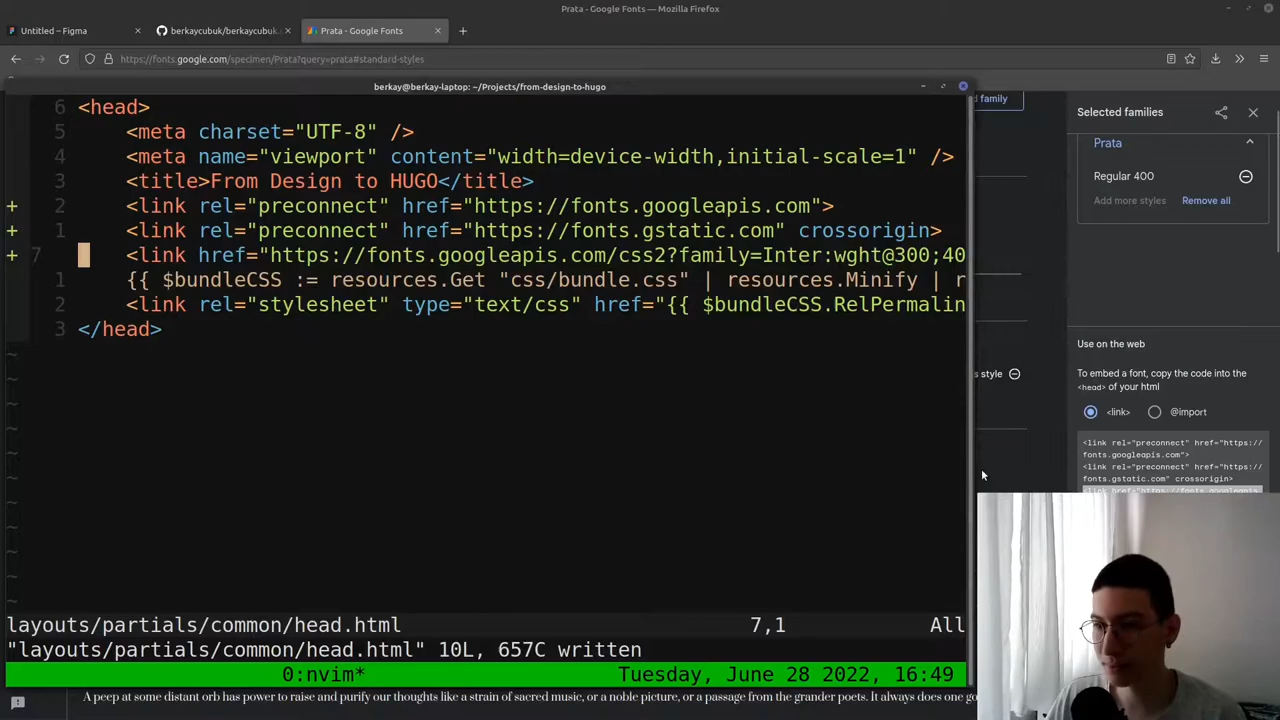 Prata - Google Fonts — Mozilla Firefox
Untitled – Figma
berkaycubuk/berkaycubuk.
Prata - Google Fonts
https://fonts.google.com/specimen/Prata?query=prata#standard-styles
berkay@berkay-laptop: ~/Projects/from-design-to-hugo
6 <head>
5 <meta charset="UTF-8" />
4 <meta name="viewport" content="width=device-width,initial-scale=1" />
3 <title>From Design to HUGO</title>
+ 2 <link rel="preconnect" href="https://fonts.googleapis.com">
+ 1 <link rel="preconnect" href="https://fonts.gstatic.com" crossorigin>
+ 7 <link href="https://fonts.googleapis.com/css2?family=Inter:wght@300;40
1 {{ $bundleCSS := resources.Get "css/bundle.css" | resources.Minify | r
2 <link rel="stylesheet" type="text/css" href="{{ $bundleCSS.RelPermalin
3 </head>
~
~
~
~
~
~
~
~
~
~
~
layouts/partials/common/head.html 7,1 All
"layouts/partials/common/head.html" 10L, 657C written
0:nvim* Tuesday, June 28 2022, 16:49
A peep at some distant orb has power to raise and purify our thoughts like a strain of sacred music, or a noble picture, or a passage from the grander poets. It always does one go
d family
s style
Selected families
Prata
Regular 400
Add more styles Remove all
Use on the web
To embed a font, copy the code into the
<head> of your html
<link> @import
<link rel="preconnect" href="https://
fonts.googleapis.com">
<link rel="preconnect" href="https://
fonts.gstatic.com" crossorigin>
<link href="https://fonts.googleapis